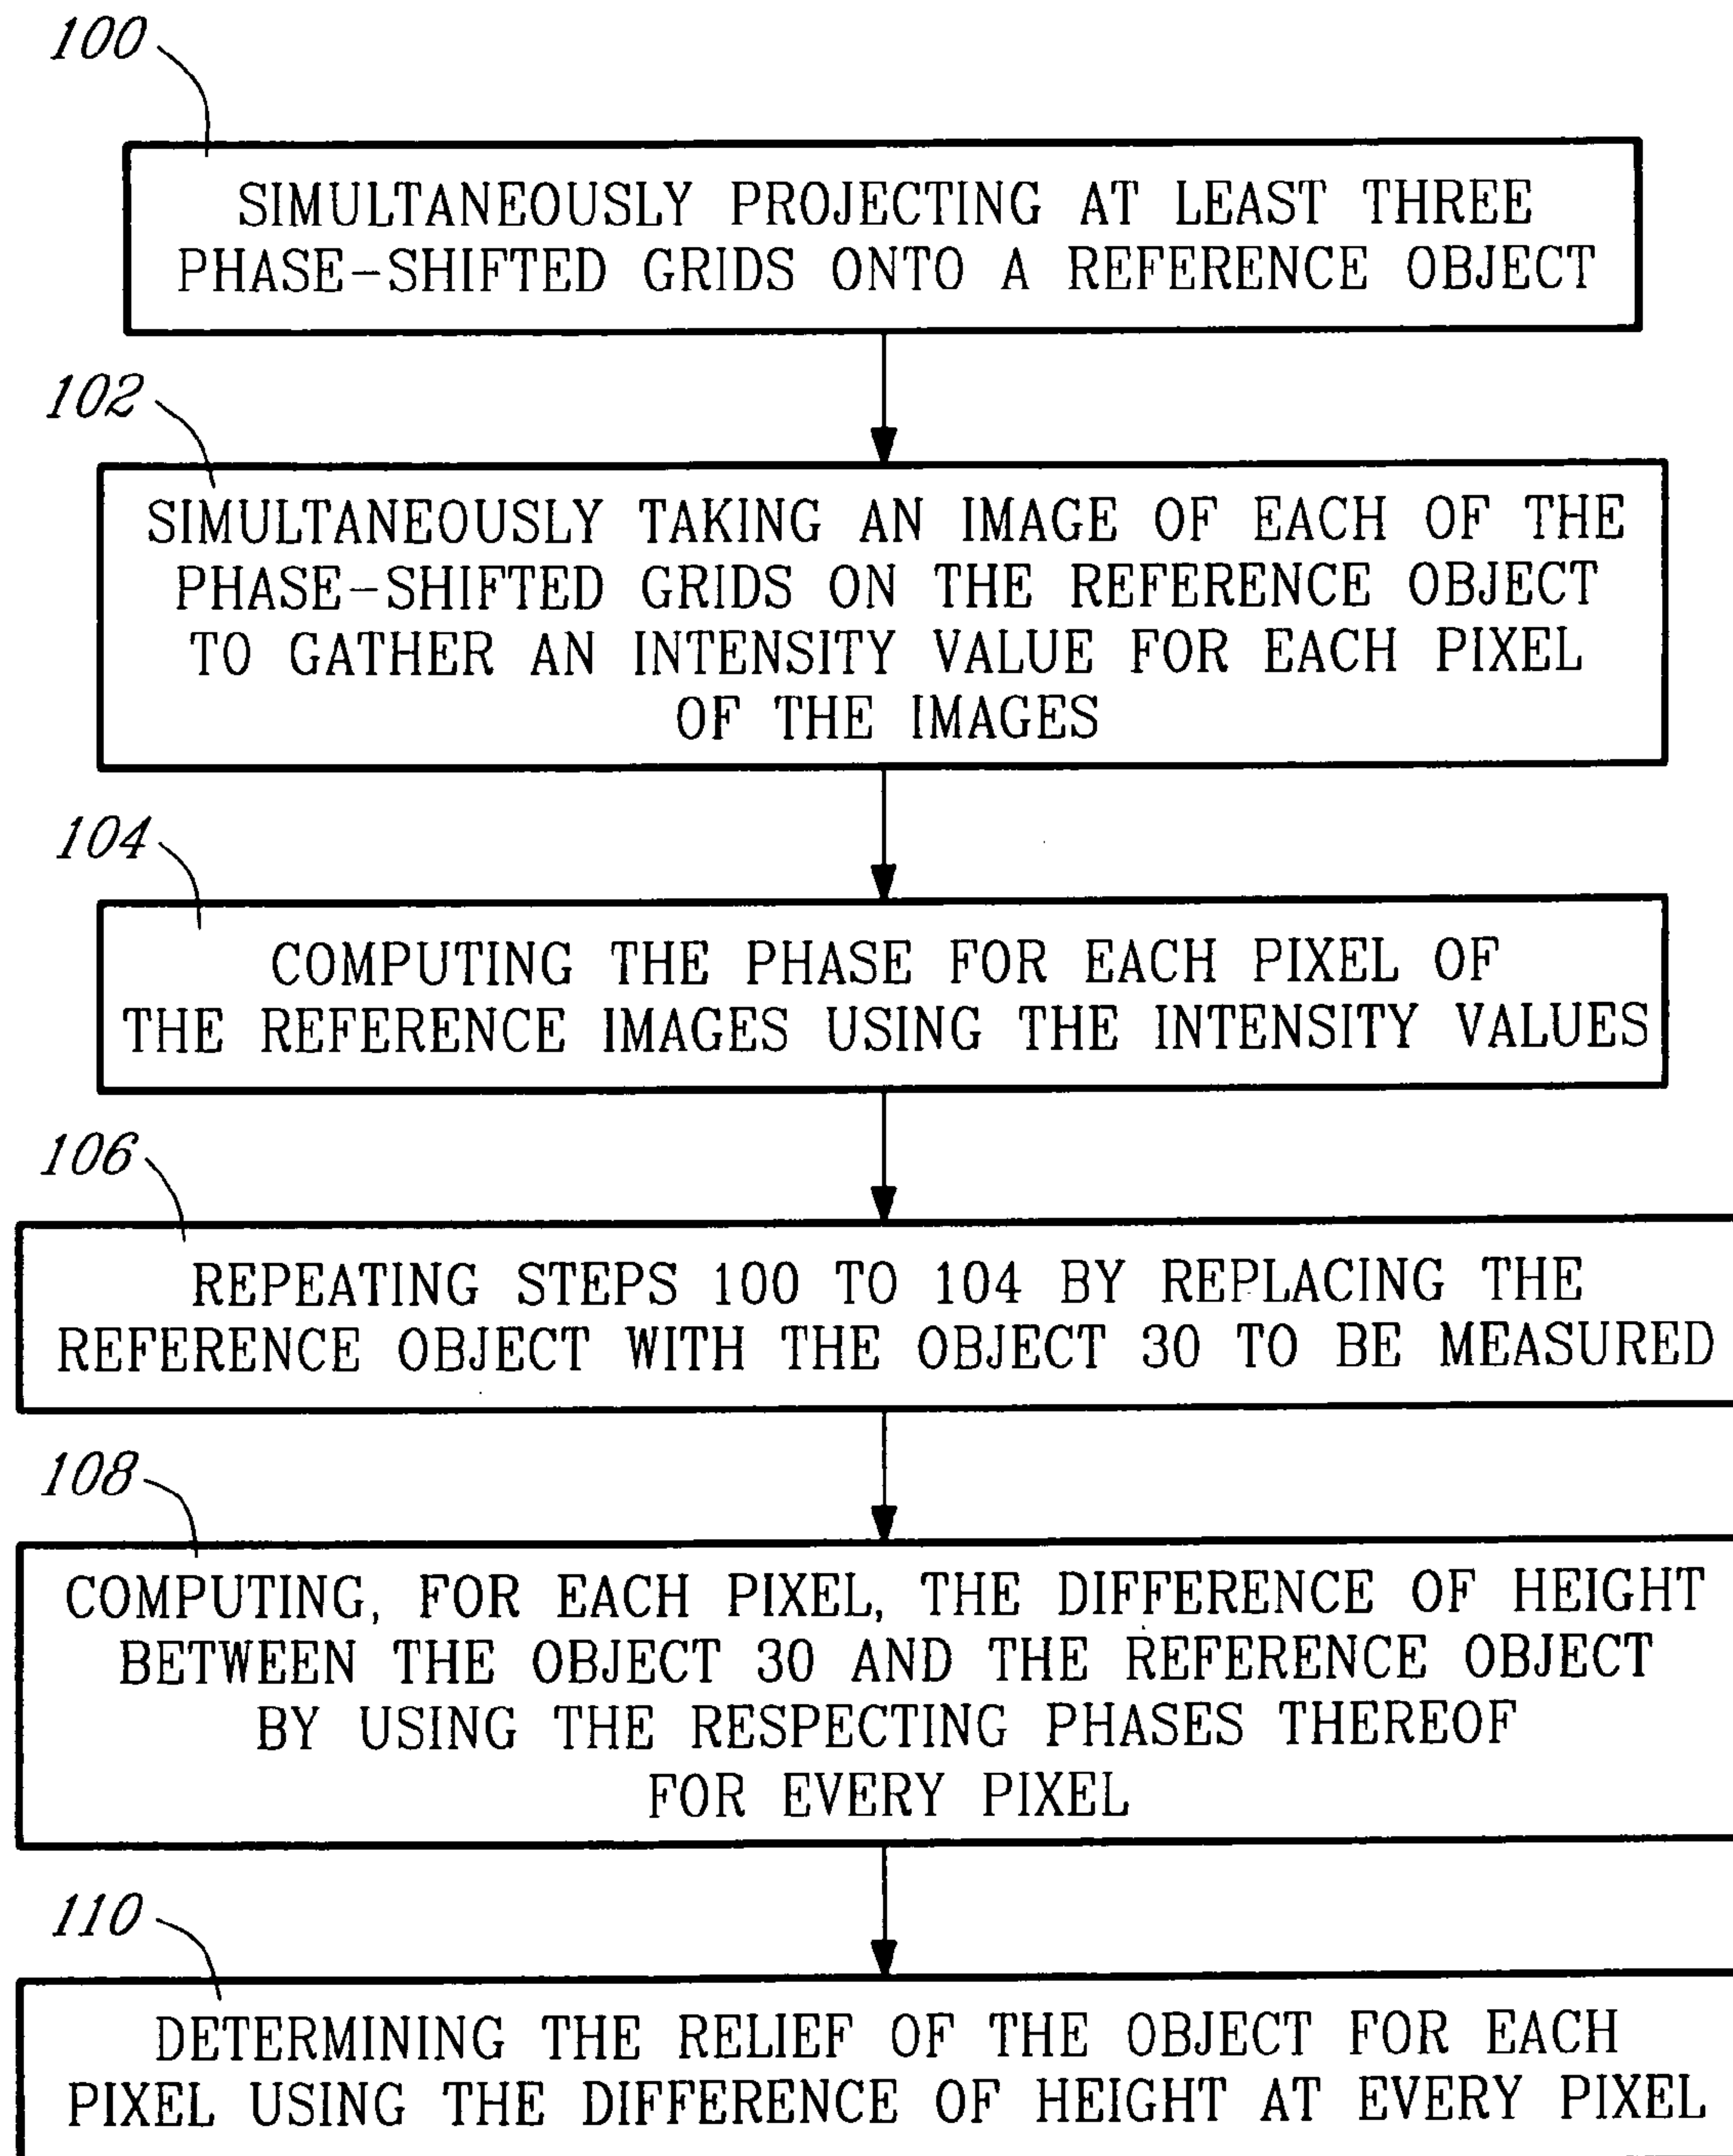 100
SIMULTANEOUSLY PROJECTING AT LEAST THREE
PHASE-SHIFTED GRIDS ONTO A REFERENCE OBJECT
102
SIMULTANEOUSLY TAKING AN IMAGE OF EACH OF THE
PHASE-SHIFTED GRIDS ON THE REFERENCE OBJECT
TO GATHER AN INTENSITY VALUE FOR EACH PIXEL
OF THE IMAGES
104
COMPUTING THE PHASE FOR EACH PIXEL OF
THE REFERENCE IMAGES USING THE INTENSITY VALUES
106
REPEATING STEPS 100 TO 104 BY REPLACING THE
REFERENCE OBJECT WITH THE OBJECT 30 TO BE MEASURED
108
COMPUTING, FOR EACH PIXEL, THE DIFFERENCE OF HEIGHT
BETWEEN THE OBJECT 30 AND THE REFERENCE OBJECT
BY USING THE RESPECTING PHASES THEREOF
FOR EVERY PIXEL
110
DETERMINING THE RELIEF OF THE OBJECT FOR EACH
PIXEL USING THE DIFFERENCE OF HEIGHT AT EVERY PIXEL